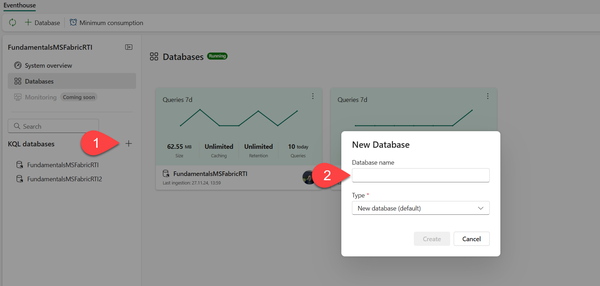 Eventhouse
+ Database
Minimum consumption
FundamentalsMSFabricRTI
System overview
Databases
Monitoring Coming soon
Search
KQL databases
1
FundamentalsMSFabricRTI
FundamentalsMSFabricRTI2
Databases Running
Queries 7d
62.55 MB Unlimited Unlimited 10 today
Size Caching Retention Queries
FundamentalsMSFabricRTI
Last ingestion: 27.11.24, 13:59
Queries 7d
New Database
Database name
2
Type *
New database (default)
Create Cancel